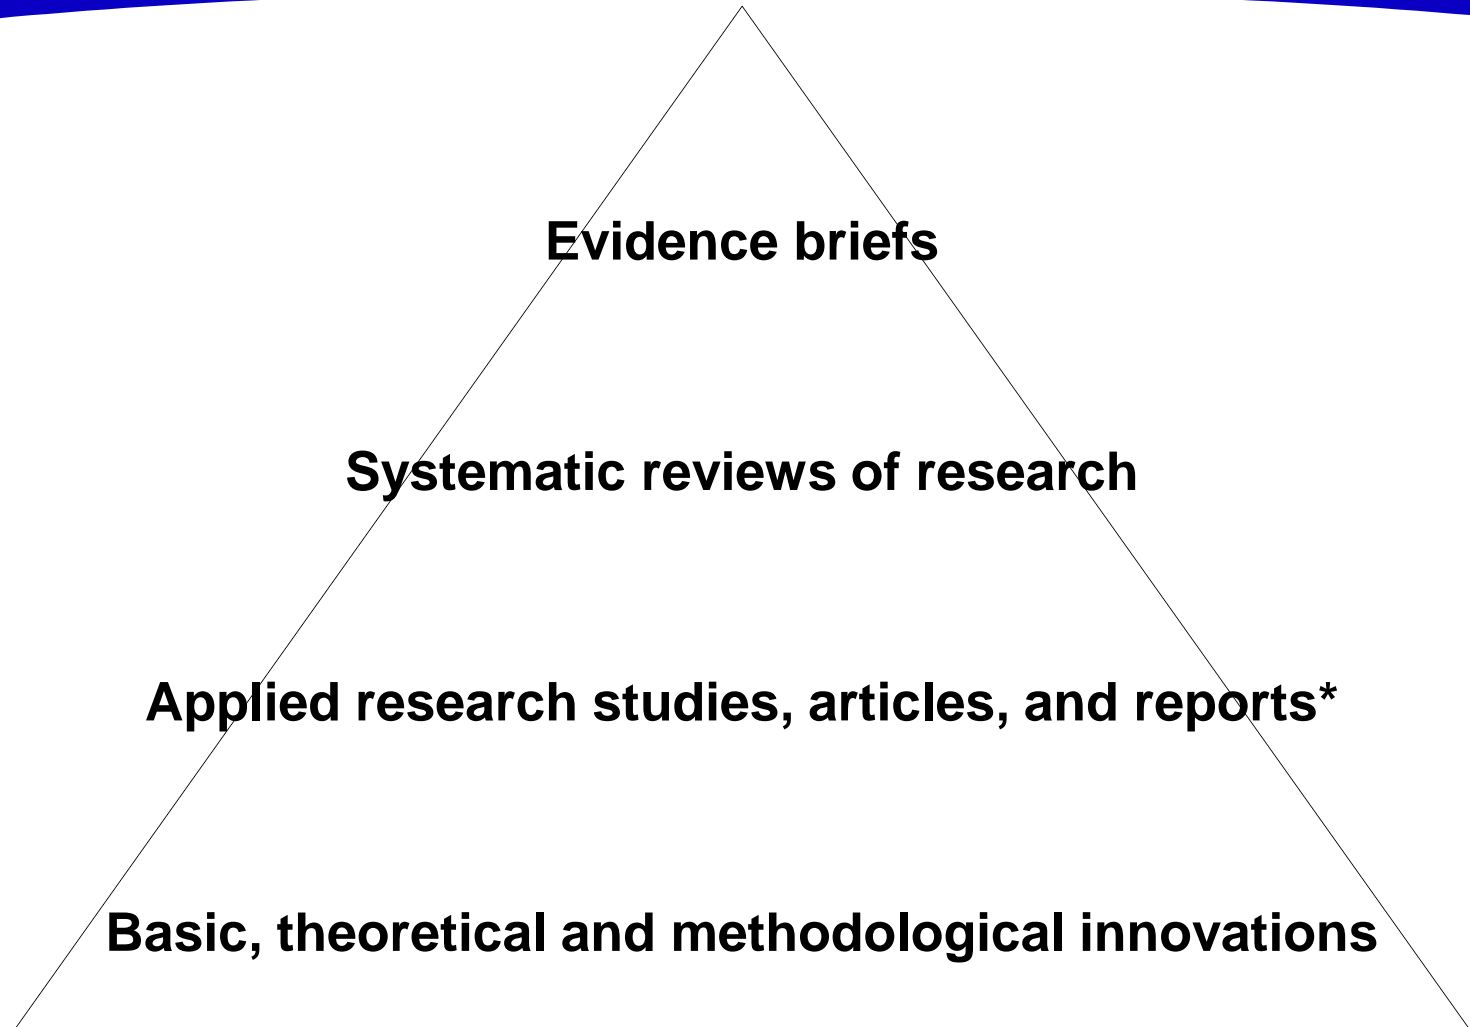 Evidence briefs
Systematic reviews of research
Applied research studies, articles, and reports*
Basic, theoretical and methodological innovations